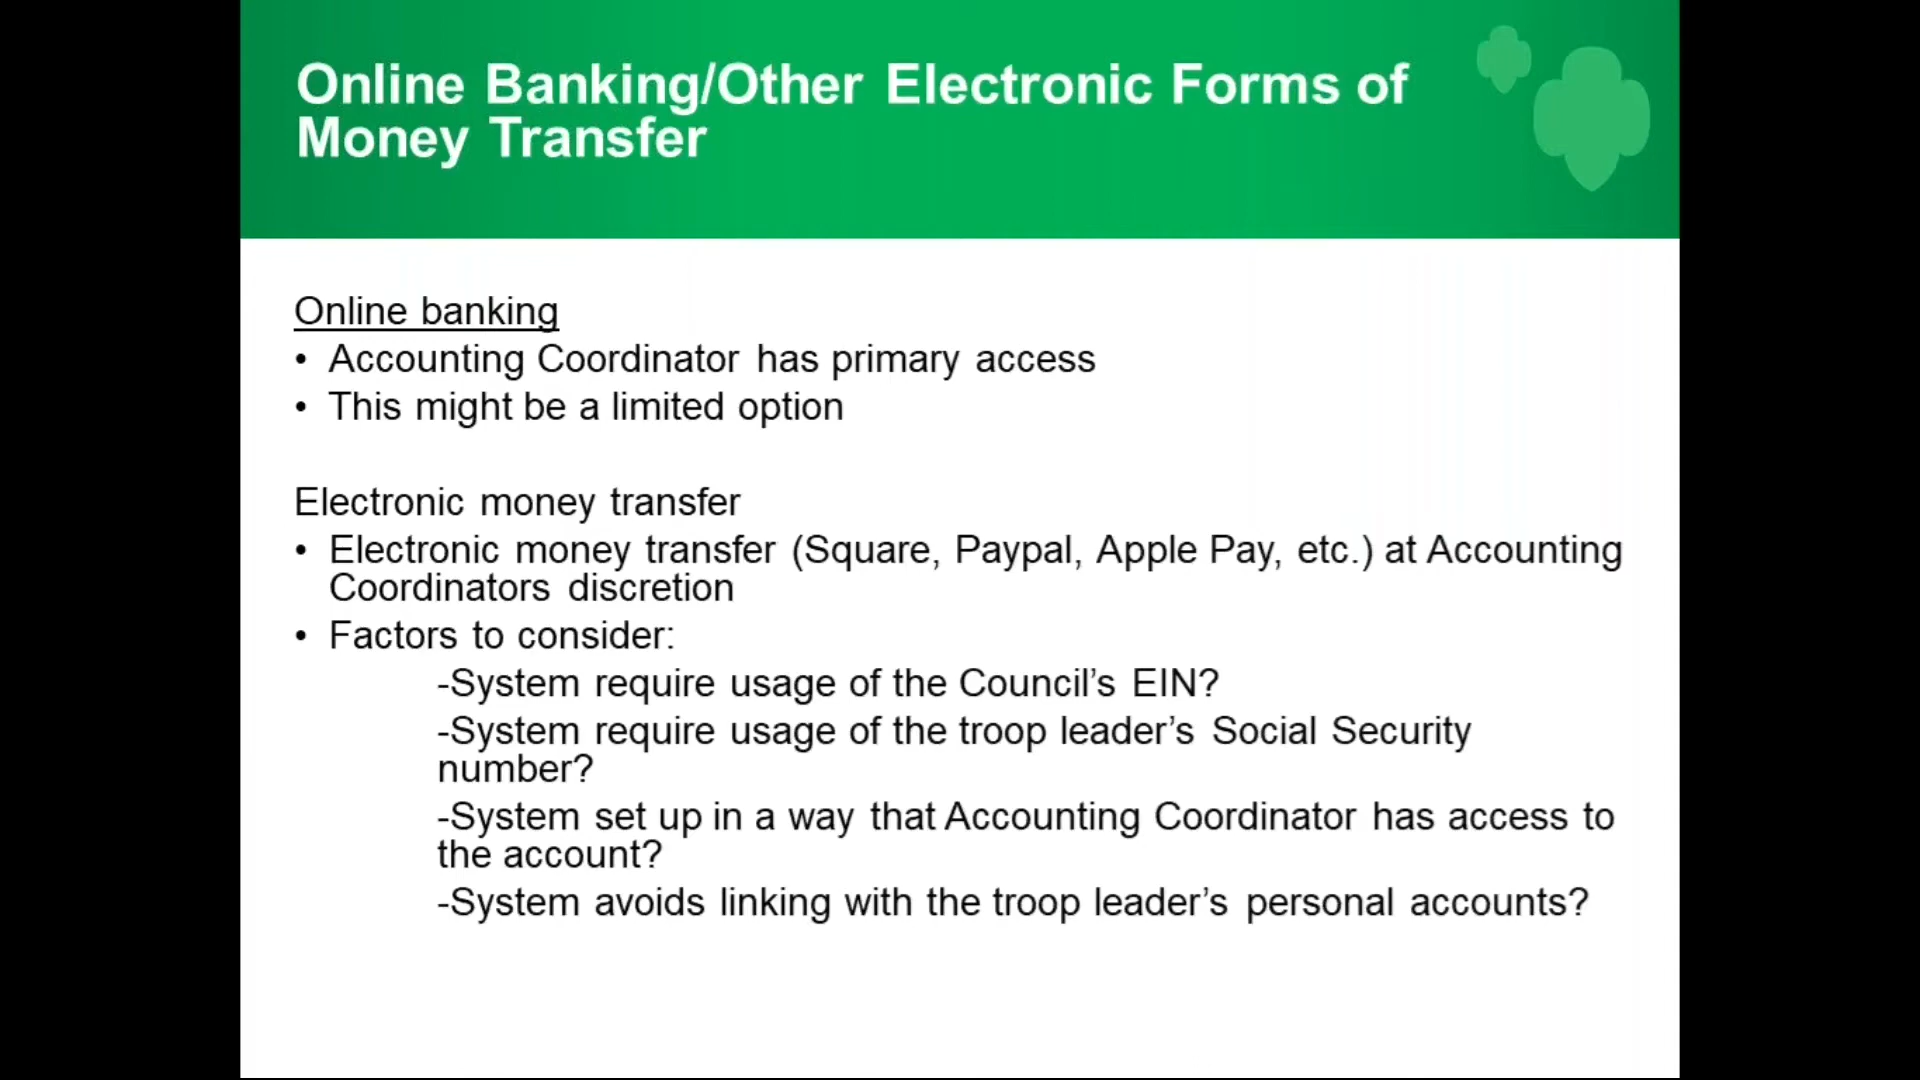 Online Banking/Other Electronic Forms of
Money Transfer
Online banking
• Accounting Coordinator has primary access
• This might be a limited option
Electronic money transfer
• Electronic money transfer (Square, Paypal, Apple Pay, etc.) at Accounting
Coordinators discretion
• Factors to consider:
-System require usage of the Council’s EIN?
-System require usage of the troop leader’s Social Security
number?
-System set up in a way that Accounting Coordinator has access to
the account?
-System avoids linking with the troop leader’s personal accounts?